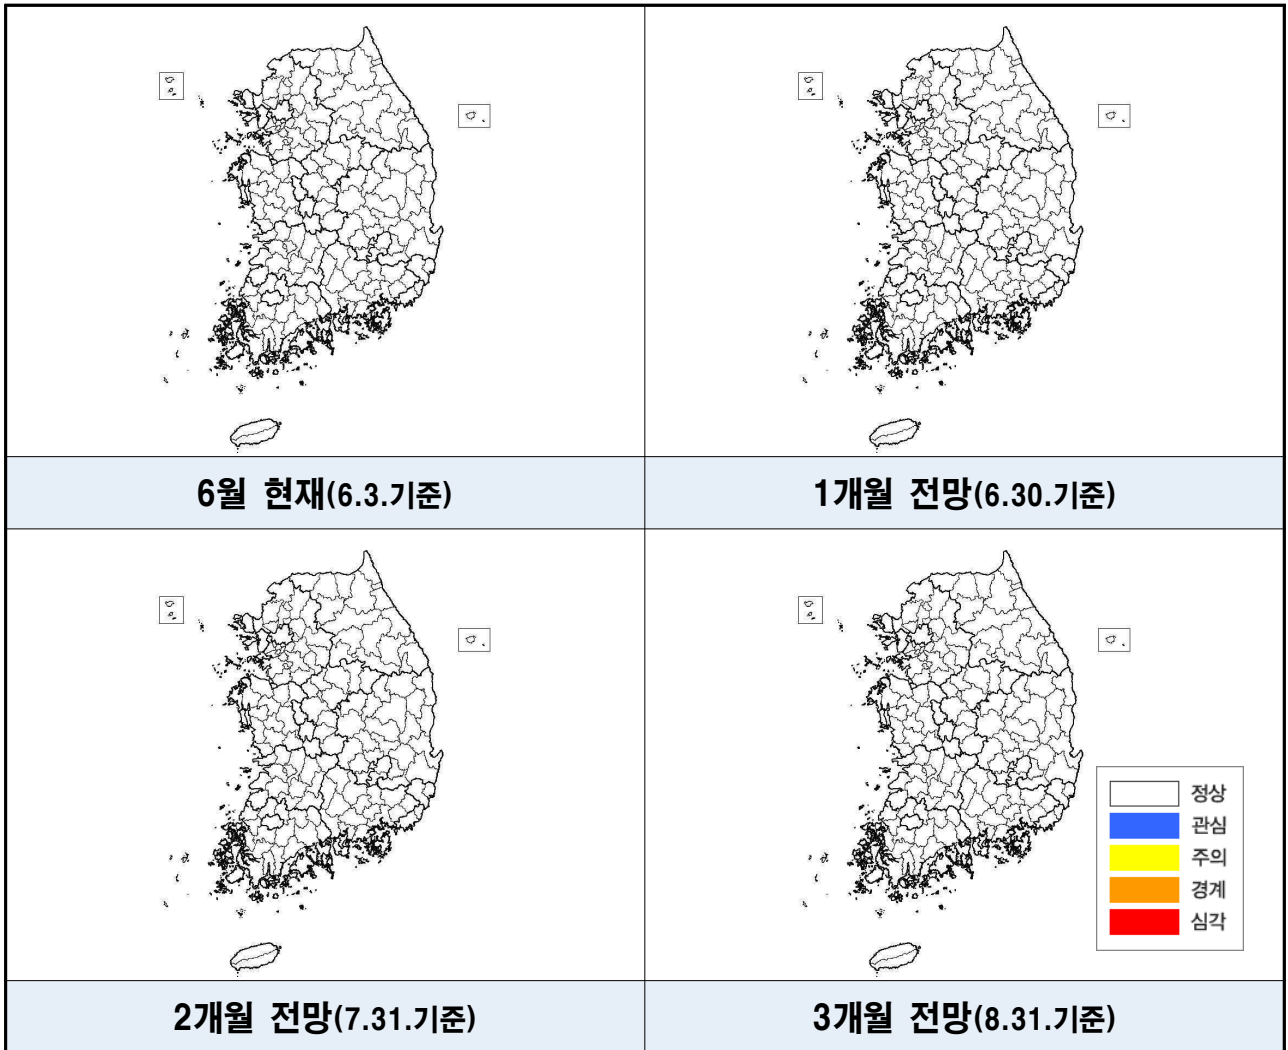 6월 현재(6.3.기준)
1개월 전망(6.30.기준)
정상
관심
주의
경계
심각
2개월 전망(7.31.기준)
3개월 전망(8.31.기준)